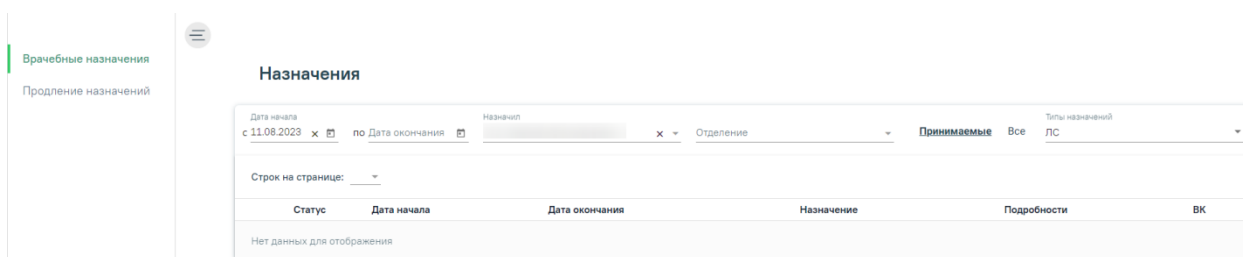 Врачебные назначения
Продление назначений
Назначения
Дата начала
Назначил
Типы назначений
с 11.08.2023 x по Дата окончания x Отделение Принимаемые Все ЛС
Строк на странице:
Статус Дата начала Дата окончания Назначение Подробности ВК
Нет данных для отображения